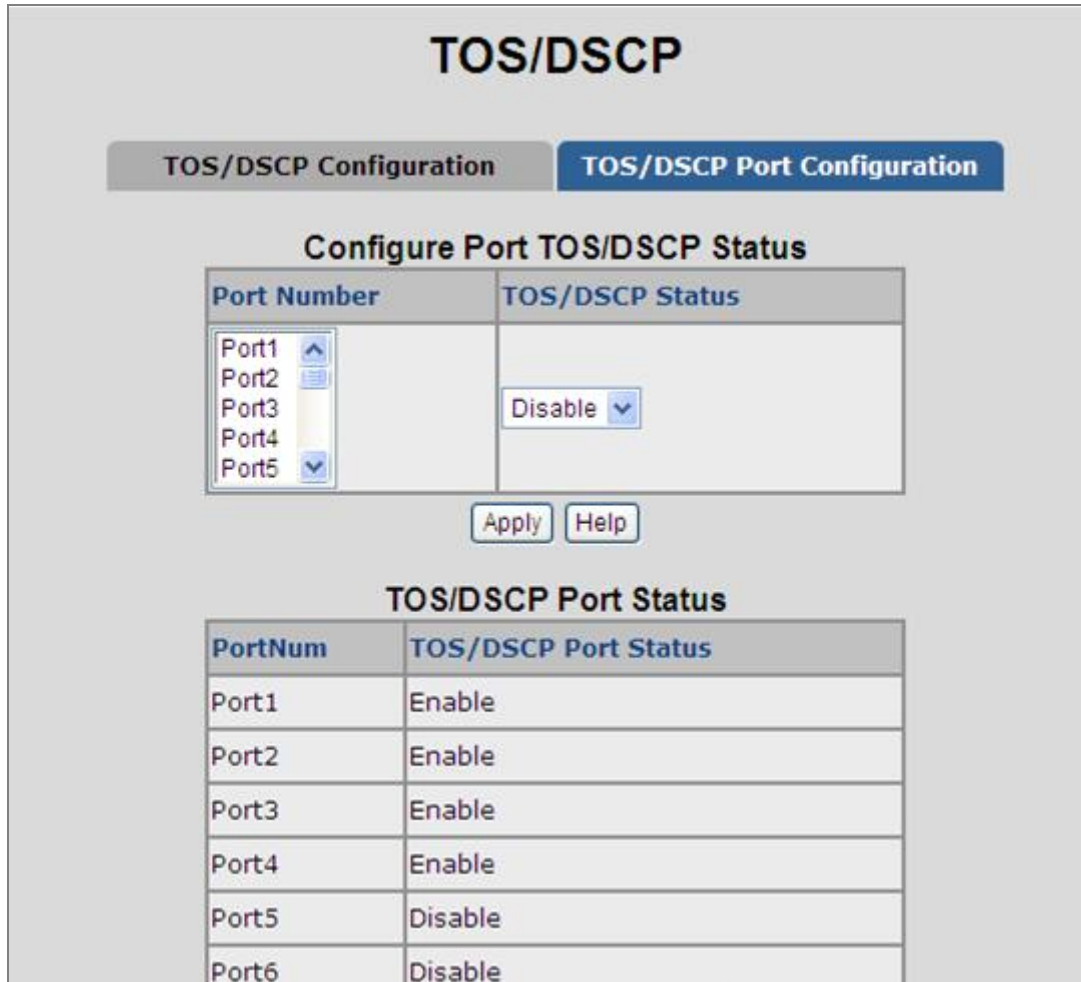 TOS/DSCP
TOS/DSCP Configuration TOS/DSCP Port Configuration
Configure Port TOS/DSCP Status
Port Number TOS/DSCP Status
Port1
Port2
Port3
Port4
Port5
Disable
Apply Help
TOS/DSCP Port Status
PortNum TOS/DSCP Port Status
Port1 Enable
Port2 Enable
Port3 Enable
Port4 Enable
Port5 Disable
Port6 Disable